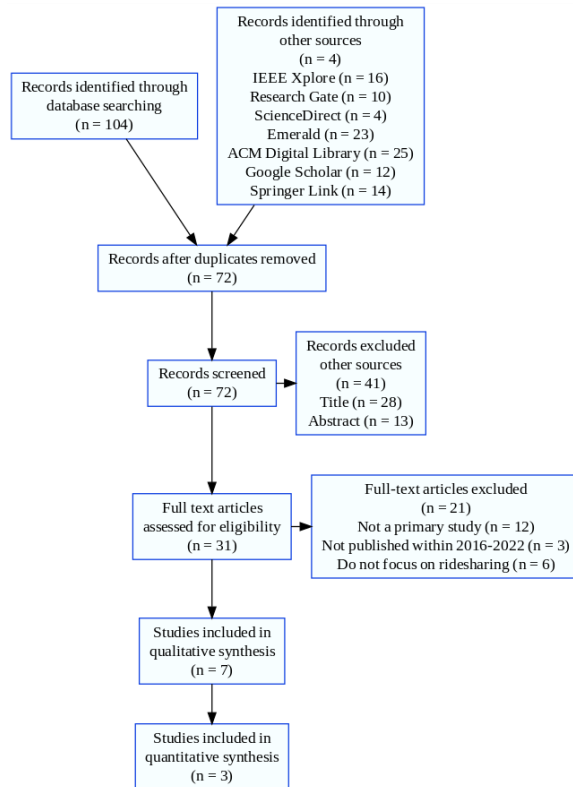 Records identified through
database searching
(n = 104)
Records identified through
other sources
(n = 4)
IEEE Xplore (n = 16)
Research Gate (n = 10)
ScienceDirect (n = 4)
Emerald (n = 23)
ACM Digital Library (n = 25)
Google Scholar (n = 12)
Springer Link (n = 14)
Records after duplicates removed
(n = 72)
Records screened
(n = 72)
Records excluded
other sources
(n = 41)
Title (n = 28)
Abstract (n = 13)
Full text articles
assessed for eligibility
(n = 31)
Full-text articles excluded
(n = 21)
Not a primary study (n = 12)
Not published within 2016-2022 (n = 3)
Do not focus on ridesharing (n = 6)
Studies included in
qualitative synthesis
(n = 7)
Studies included in
quantitative synthesis
(n = 3)